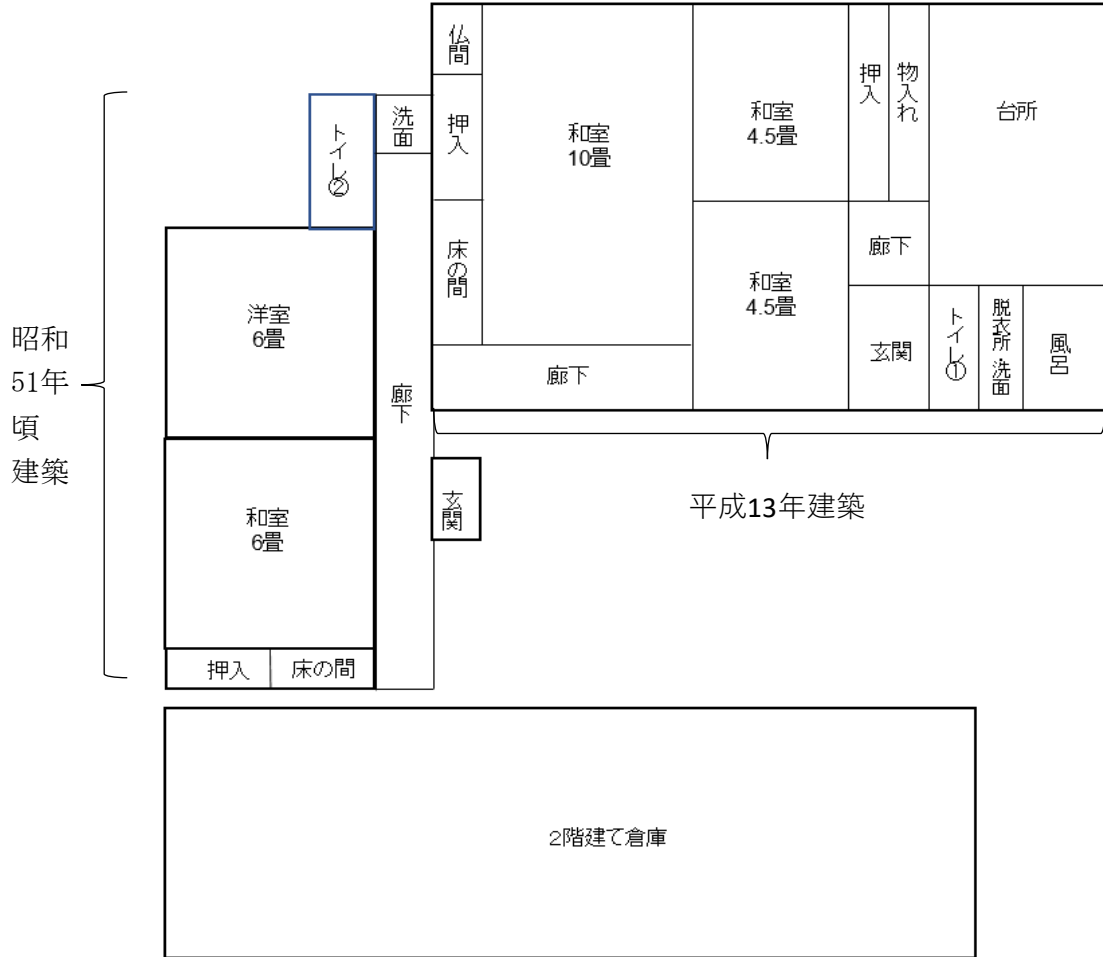 仏間
押入
物入れ
台所
和室
10畳
和室
4.5畳
トイレ②
洗面
押入
床の間
廊下
洋室
6畳
和室
4.5畳
廊下
玄関
トイレ①
脱衣所・洗面
風呂
廊下
昭和
51年
頃
建築
玄関
平成13年建築
和室
6畳
押入
床の間
2階建て倉庫